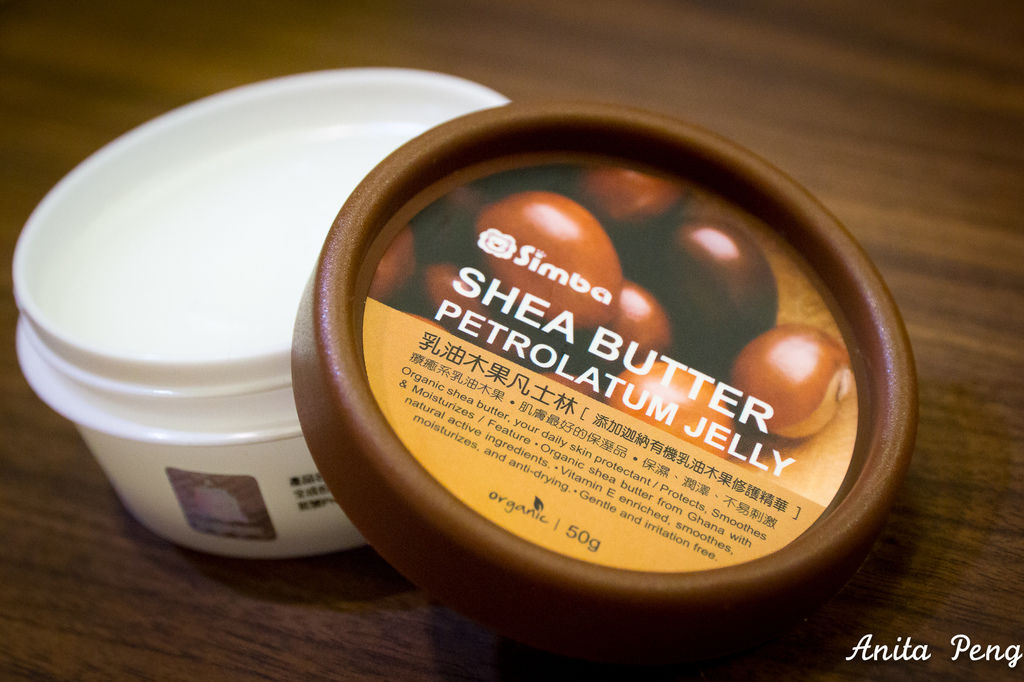 Simba
SHEA BUTTER
PETROLATUM JELLY
乳油木果凡士林 [ 添加迦納有機乳油木果修護精華 ]
療癒系乳油木果・肌膚最好的保溼品・保濕、潤澤、不易刺激
Organic shea butter, your daily skin protectant / Protects, Smoothes
& Moisturizes / Feature・Organic shea butter from Ghana with
natural active ingredients.・Vitamin E enriched, smoothes,
moisturizes, and anti-drying.・Gentle and irritation free.
organic | 50g
Anita Peng